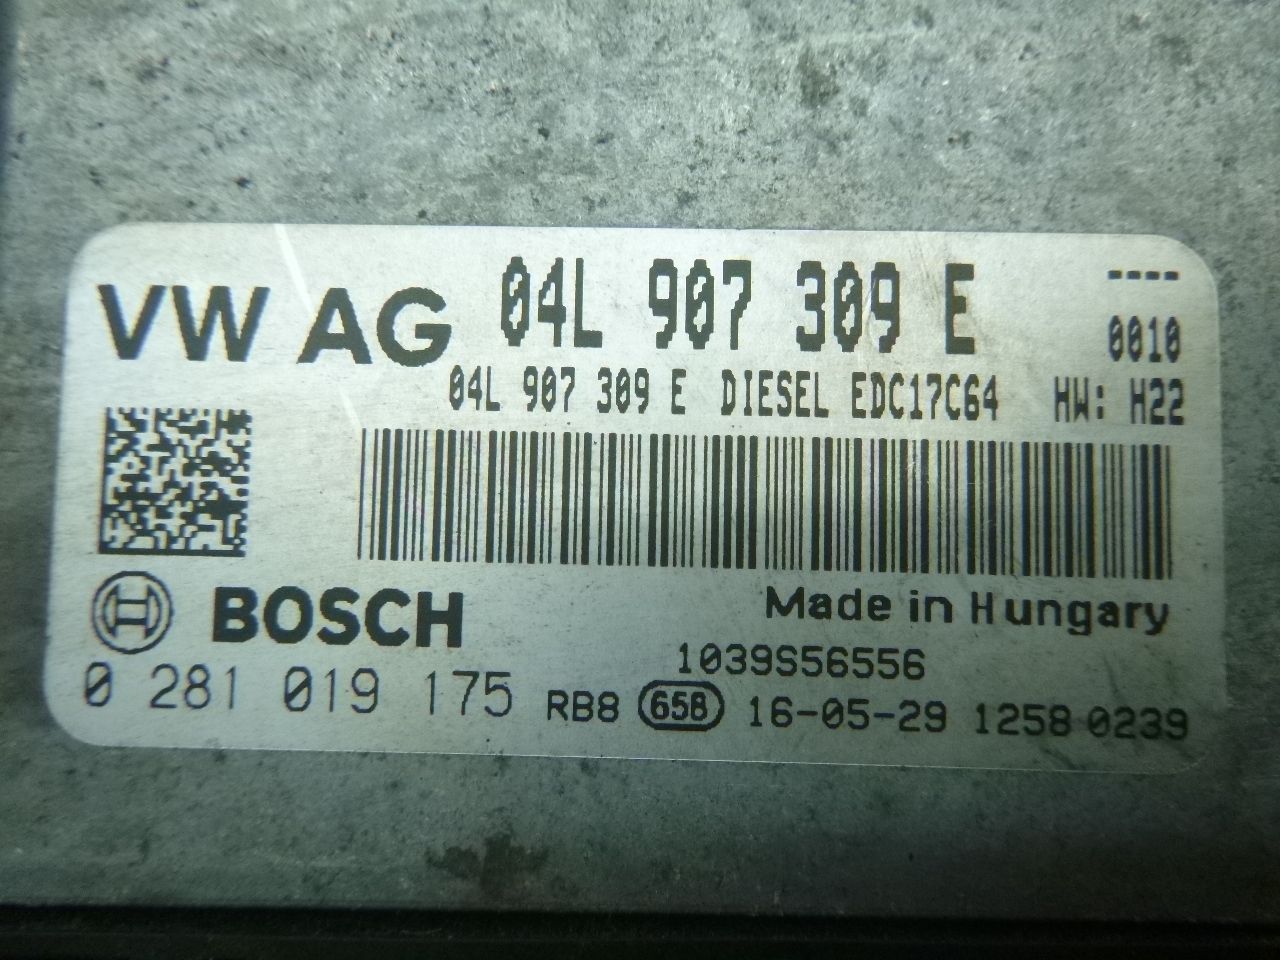 VW AG 04L 907 309 E ----
0010
04L 907 309 E DIESEL EDC17C64 HW: H22
BOSCH Made in Hungary
1039S56556
0 281 019 175 RB8 658 16-05-29 1258 0239